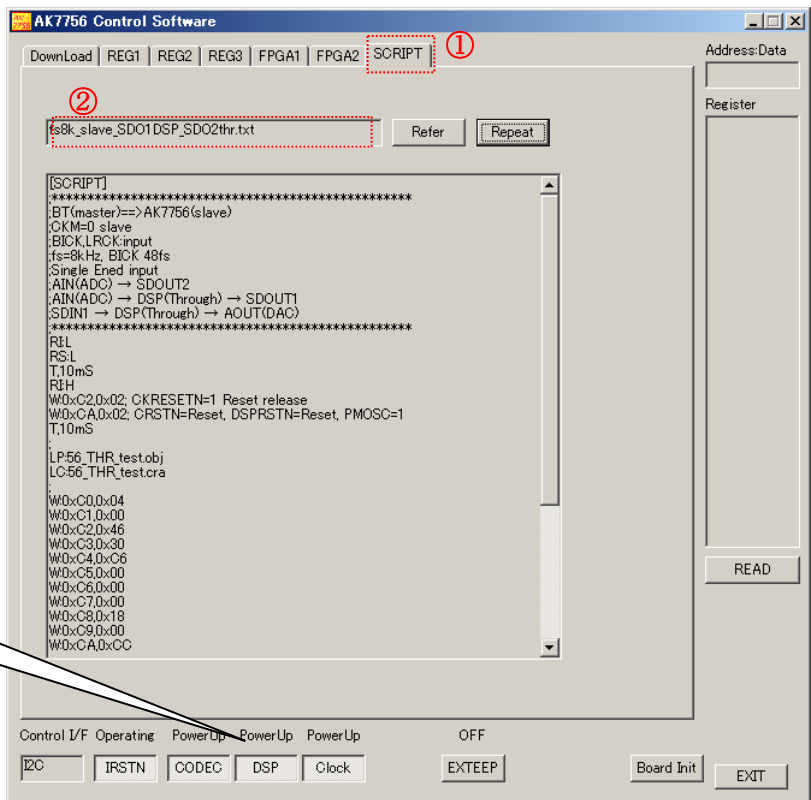 AK7756 Control Software
DownLoad REG1 REG2 REG3 FPGA1 FPGA2 SCRIPT ①
Address:Data
Register
②
fs8k_slave_SDO1DSP_SDO2thr.txt Refer Repeat
[SCRIPT]
;**************************************************
;BT(master)==>AK7756(slave)
;CKM=0 slave
;BICK,LRCK:input
;fs=8kHz, BICK 48fs
;Single Ened input
;AIN(ADC) → SDOUT2
;AIN(ADC) → DSP(Through) → SDOUT1
;SDIN1 → DSP(Through) → AOUT(DAC)
;**************************************************
RI:L
RS:L
T,10mS
RI:H
W:0xC2,0x02; CKRESETN=1 Reset release
W:0xCA,0x02; CRSTN=Reset, DSPRSTN=Reset, PMOSC=1
T,10mS
;
LP:56_THR_test.obj
LC:56_THR_test.cra
;
W:0xC0,0x04
W:0xC1,0x00
W:0xC2,0x46
W:0xC3,0x30
W:0xC4,0xC6
W:0xC5,0x00
W:0xC6,0x00
W:0xC7,0x00
W:0xC8,0x18
W:0xC9,0x00
W:0xCA,0xCC
READ
Control I/F Operating PowerUp PowerUp PowerUp OFF
I2C IRSTN CODEC DSP Clock EXTEEP Board Init EXIT